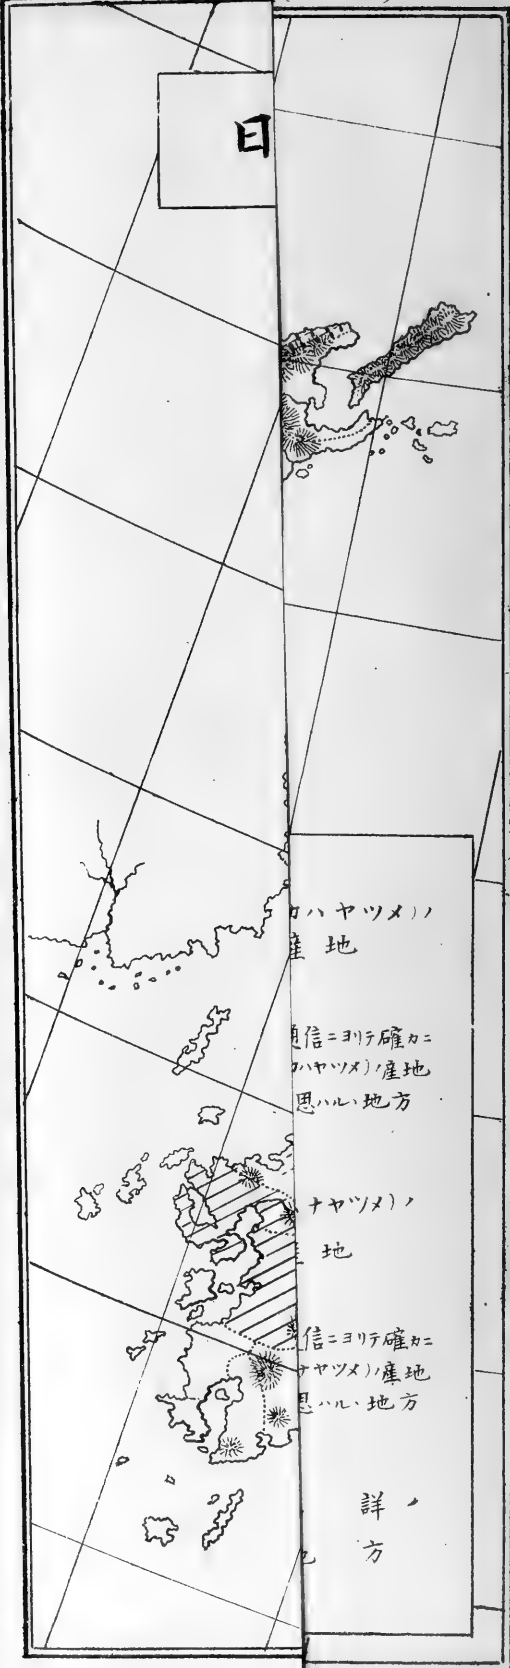 日
カハヤツメ)ノ
産地
通信ニヨリテ確カニ
カハヤツメ)ノ産地
思ハルヽ地方
ナヤツメ)ノ
地
信ニヨリテ確カニ
ナヤツメ)ノ産地
思ハルヽ地方
詳ノ
方